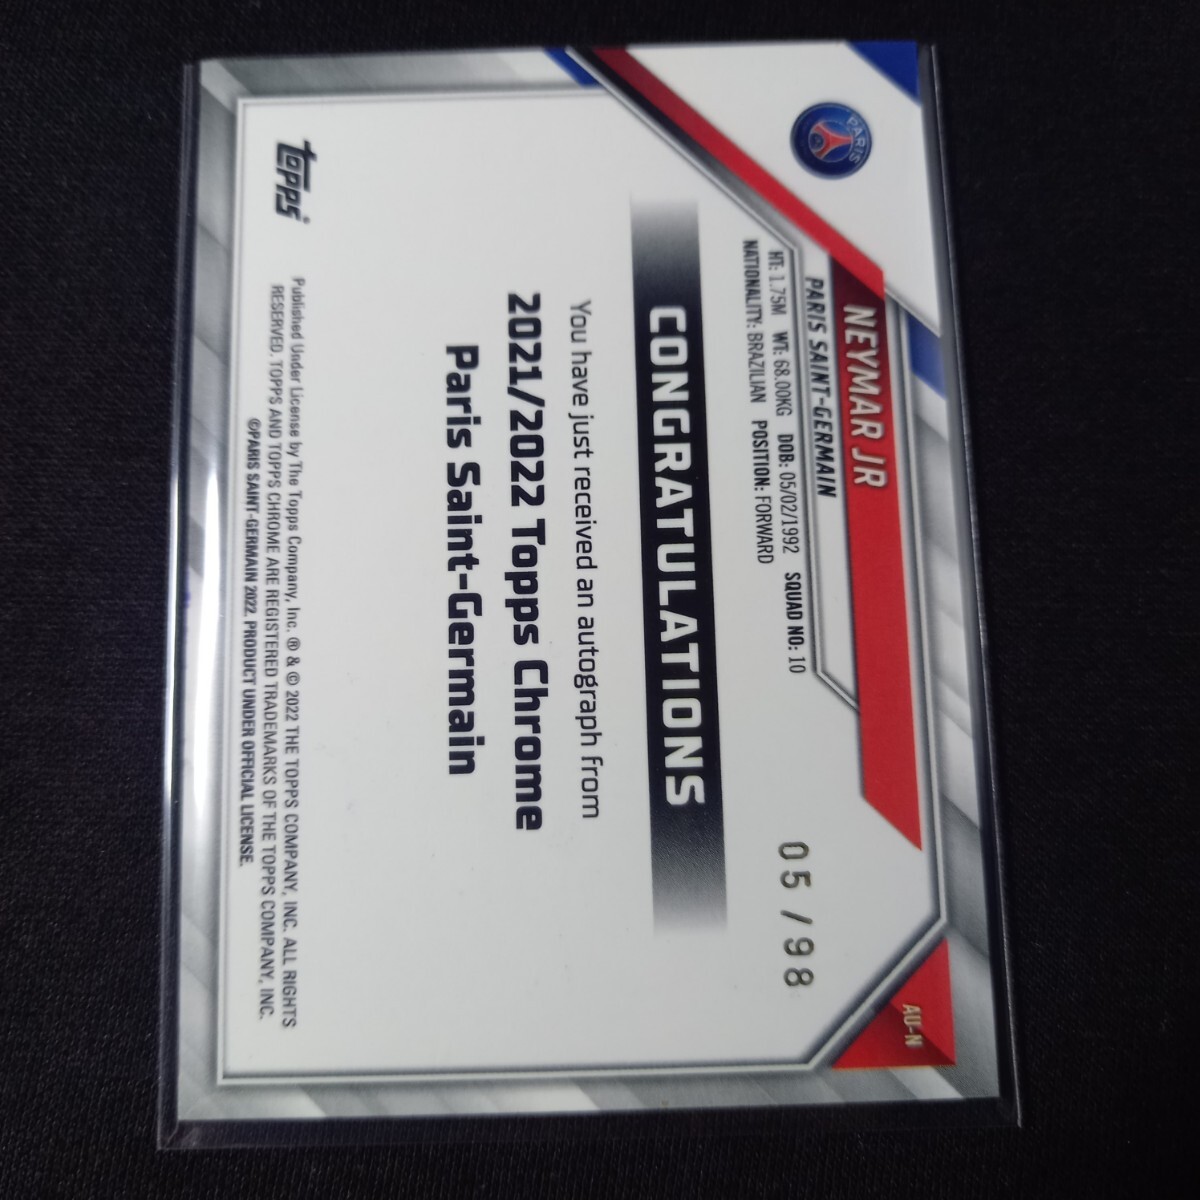 PARIS
NEYMAR JR
PARIS SAINT-GERMAIN
HT: 1.75M WT: 68.00KG DOB: 05/02/1992 SQUAD NO: 10
NATIONALITY: BRAZILIAN POSITION: FORWARD
05/98
AU-N
CONGRATULATIONS
You have just received an autograph from
2021/2022 Topps Chrome
Paris Saint-Germain
topps
Published Under License by The Topps Company, Inc. ® & © 2022 THE TOPPS COMPANY, INC. ALL RIGHTS
RESERVED. TOPPS AND TOPPS CHROME ARE REGISTERED TRADEMARKS OF THE TOPPS COMPANY, INC.
©PARIS SAINT-GERMAIN 2022. PRODUCT UNDER OFFICIAL LICENSE.